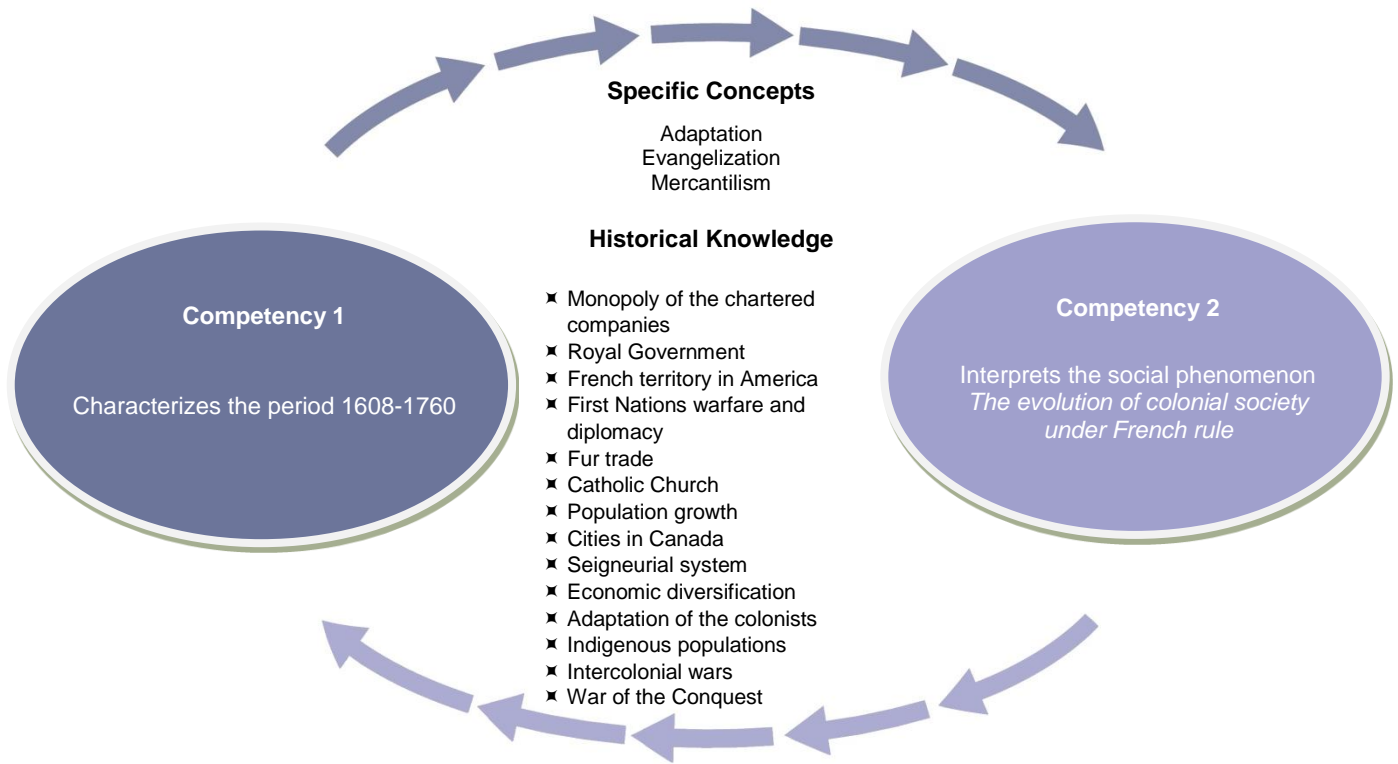 Specific Concepts
Adaptation
Evangelization
Mercantilism
Historical Knowledge
Competency 1
Characterizes the period 1608-1760
Monopoly of the chartered
companies
Royal Government
French territory in America
First Nations warfare and
diplomacy
Fur trade
Catholic Church
Population growth
Cities in Canada
Seigneurial system
Economic diversification
Adaptation of the colonists
Indigenous populations
Intercolonial wars
War of the Conquest
Competency 2
Interprets the social phenomenon
The evolution of colonial society
under French rule